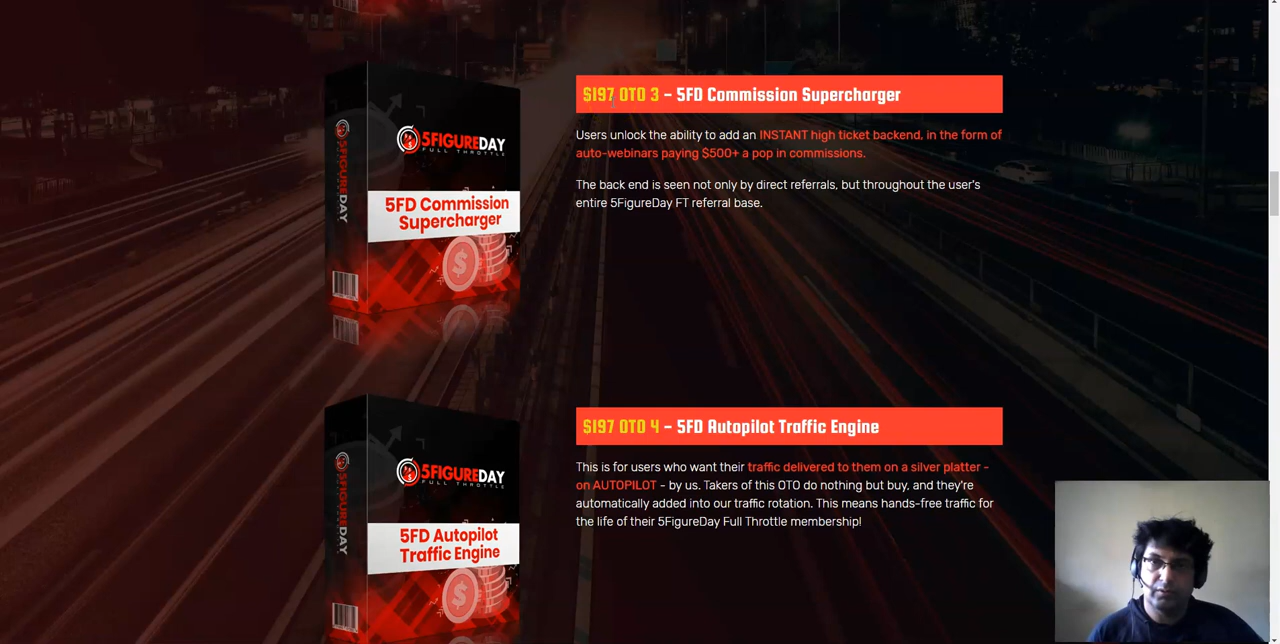 $197 OTO 3 - 5FD Commission Supercharger
5FIGUREDAY
FULL THROTTLE
5FIGUREDAY
5FD Commission
Supercharger
Users unlock the ability to add an INSTANT high ticket backend, in the form of
auto-webinars paying $500+ a pop in commissions.
The back end is seen not only by direct referrals, but throughout the user's
entire 5FigureDay FT referral base.
$197 OTO 4 - 5FD Autopilot Traffic Engine
5FIGUREDAY
FULL THROTTLE
5FIGUREDAY
5FD Autopilot
Traffic Engine
This is for users who want their traffic delivered to them on a silver platter -
on AUTOPILOT - by us. Takers of this OTO do nothing but buy, and they're
automatically added into our traffic rotation. This means hands-free traffic for
the life of their 5FigureDay Full Throttle membership!